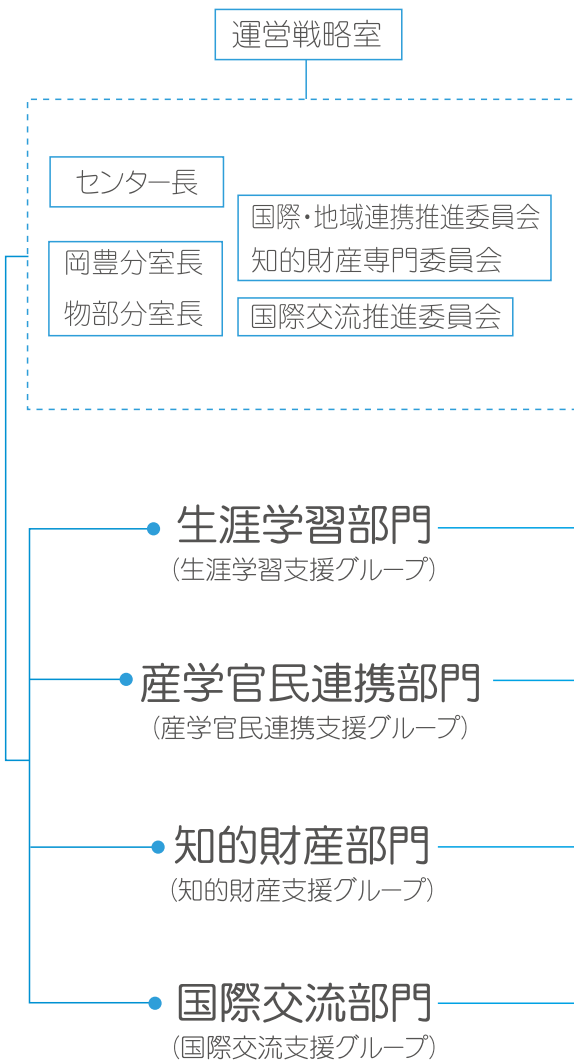 運営戦略室
センター長
国際・地域連携推進委員会
知的財産専門委員会
岡豊分室長
物部分室長
国際交流推進委員会
生涯学習部門
(生涯学習支援グループ)
産学官民連携部門
(産学官民連携支援グループ)
知的財産部門
(知的財産支援グループ)
国際交流部門
(国際交流支援グループ)